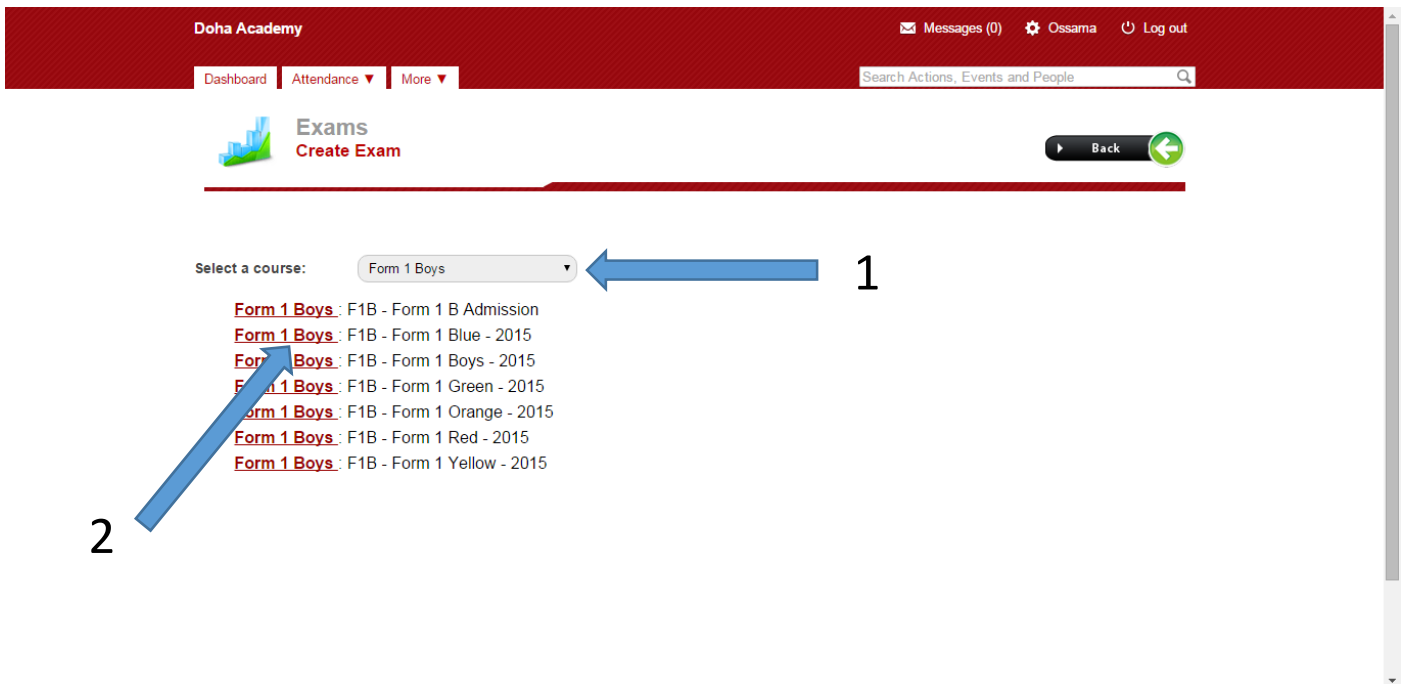 Doha Academy
Messages (0) Ossama Log out
Dashboard Attendance ▼ More ▼ Search Actions, Events and People
Exams
Create Exam
Back
Select a course: Form 1 Boys
1
Form 1 Boys : F1B - Form 1 B Admission
Form 1 Boys : F1B - Form 1 Blue - 2015
Form 1 Boys : F1B - Form 1 Boys - 2015
Form 1 Boys : F1B - Form 1 Green - 2015
Form 1 Boys : F1B - Form 1 Orange - 2015
Form 1 Boys : F1B - Form 1 Red - 2015
Form 1 Boys : F1B - Form 1 Yellow - 2015
2